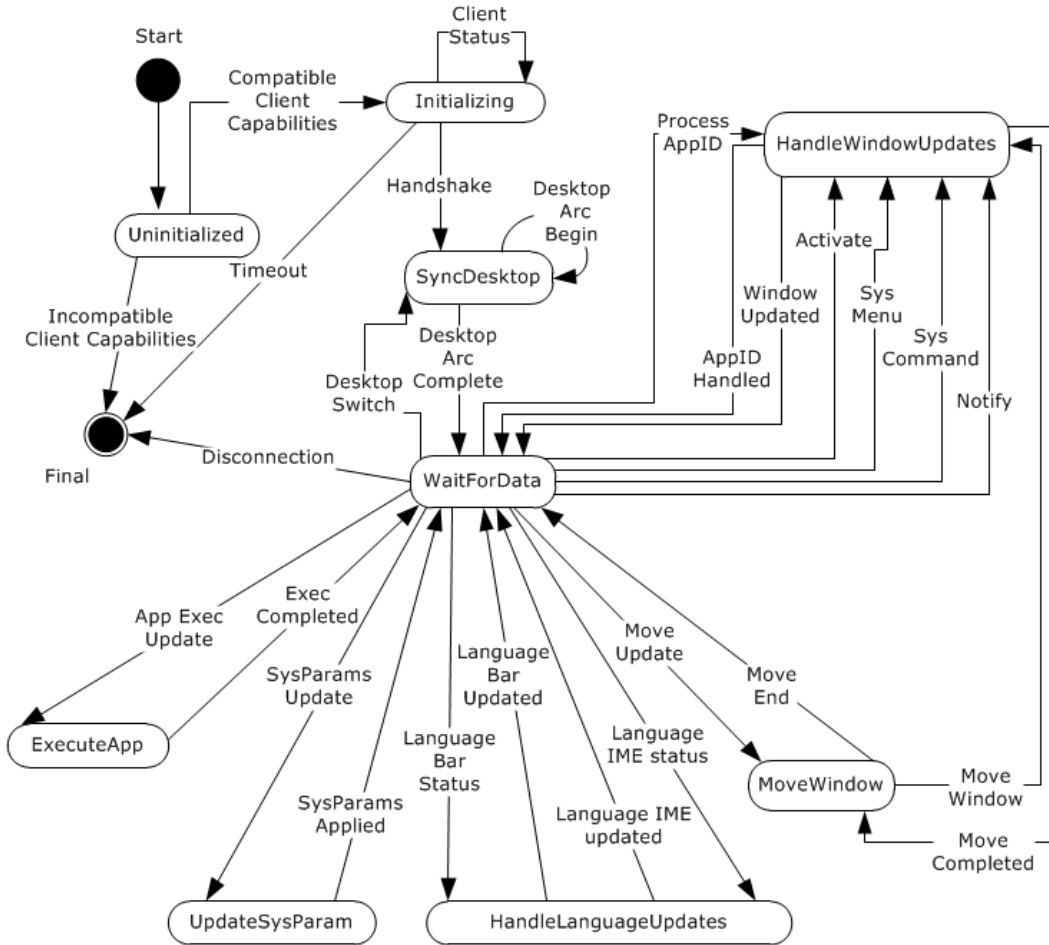 Start
Client
Status
Compatible
Client
Capabilities
Initializing
Process
AppID
HandleWindowUpdates
Handshake
Desktop
Arc
Begin
Uninitialized
Activate
Timeout
SyncDesktop
Window
Updated
Sys
Menu
Incompatible
Client Capabilities
Desktop
Arc
Complete
Sys
Command
AppID
Handled
Desktop
Switch
Notify
Final
Disconnection
WaitForData
App Exec
Update
Exec
Completed
SysParams
Update
Language
Bar
Updated
Move
Update
Move
End
ExecuteApp
Language
Bar
Status
Language
IME status
MoveWindow
Move
Window
SysParams
Applied
Language IME
updated
Move
Completed
UpdateSysParam
HandleLanguageUpdates